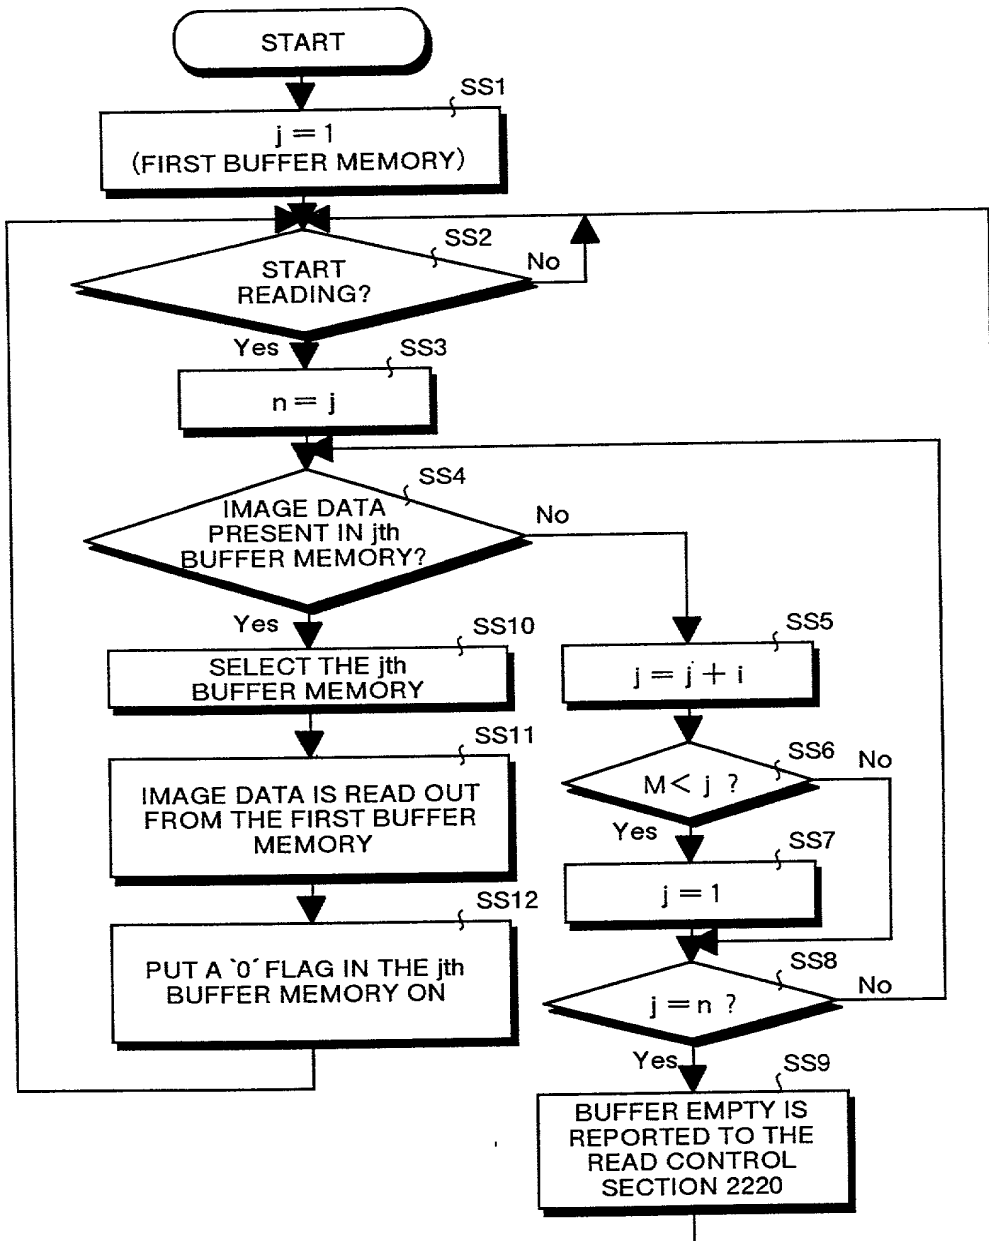 START
SS1
j = 1
(FIRST BUFFER MEMORY)
SS2
START
READING?
No
Yes
SS3
n = j
SS4
IMAGE DATA
PRESENT IN jth
BUFFER MEMORY?
No
Yes
SS10
SELECT THE jth
BUFFER MEMORY
SS11
IMAGE DATA IS READ OUT
FROM THE FIRST BUFFER
MEMORY
SS12
PUT A `0´ FLAG IN THE jth
BUFFER MEMORY ON
SS5
j = j + i
SS6
M < j ?
No
Yes
SS7
j = 1
SS8
j = n ?
No
Yes
SS9
BUFFER EMPTY IS
REPORTED TO THE
READ CONTROL
SECTION 2220